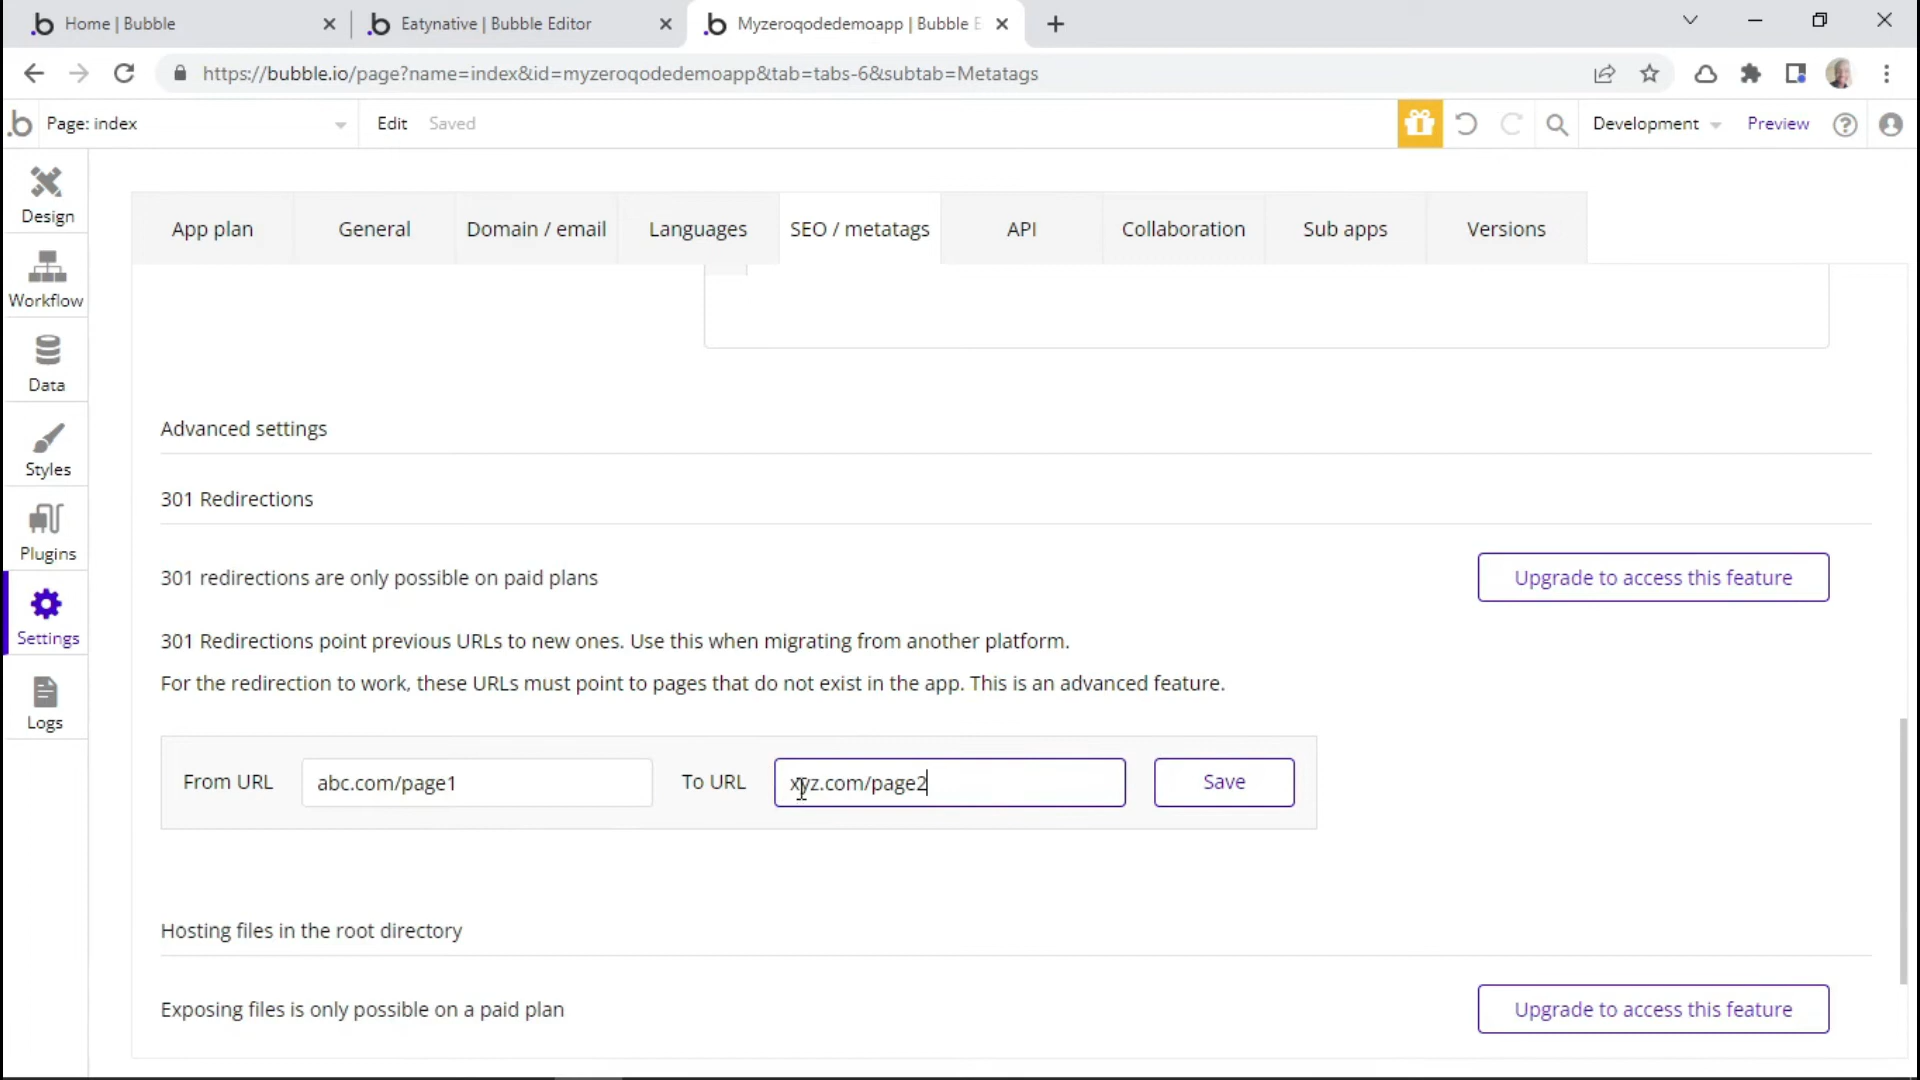 Home | Bubble
Eatynative | Bubble Editor
Myzeroqodedemoapp | Bubble E
https://bubble.io/page?name=index&id=myzeroqodedemoapp&tab=tabs-6&subtab=Metatags
.b Page: index Edit Saved Development Preview
App plan General Domain / email Languages SEO / metatags API Collaboration Sub apps Versions
Design
Workflow
Data
Styles
Plugins
Settings
Logs
Advanced settings
301 Redirections
301 redirections are only possible on paid plans Upgrade to access this feature
301 Redirections point previous URLs to new ones. Use this when migrating from another platform.
For the redirection to work, these URLs must point to pages that do not exist in the app. This is an advanced feature.
From URL abc.com/page1 To URL xyz.com/page2 Save
Hosting files in the root directory
Exposing files is only possible on a paid plan Upgrade to access this feature